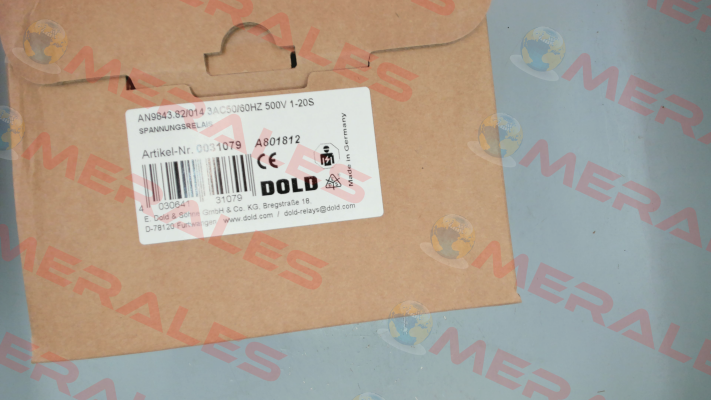 AN9843.82/014 3AC50/60HZ 500V 1-20S
SPANNUNGSRELAIS
Artikel-Nr. 0031079 A801812
CE
Made in Germany
DOLD
4 030641 31079
E. Dold & Söhne GmbH & Co. KG, Bregstraße 18
D-78120 Furtwangen www.dold.com / dold-relays@dold.com
MERALES
MERALES
MERALES
MERALES
MERALES
MERALES